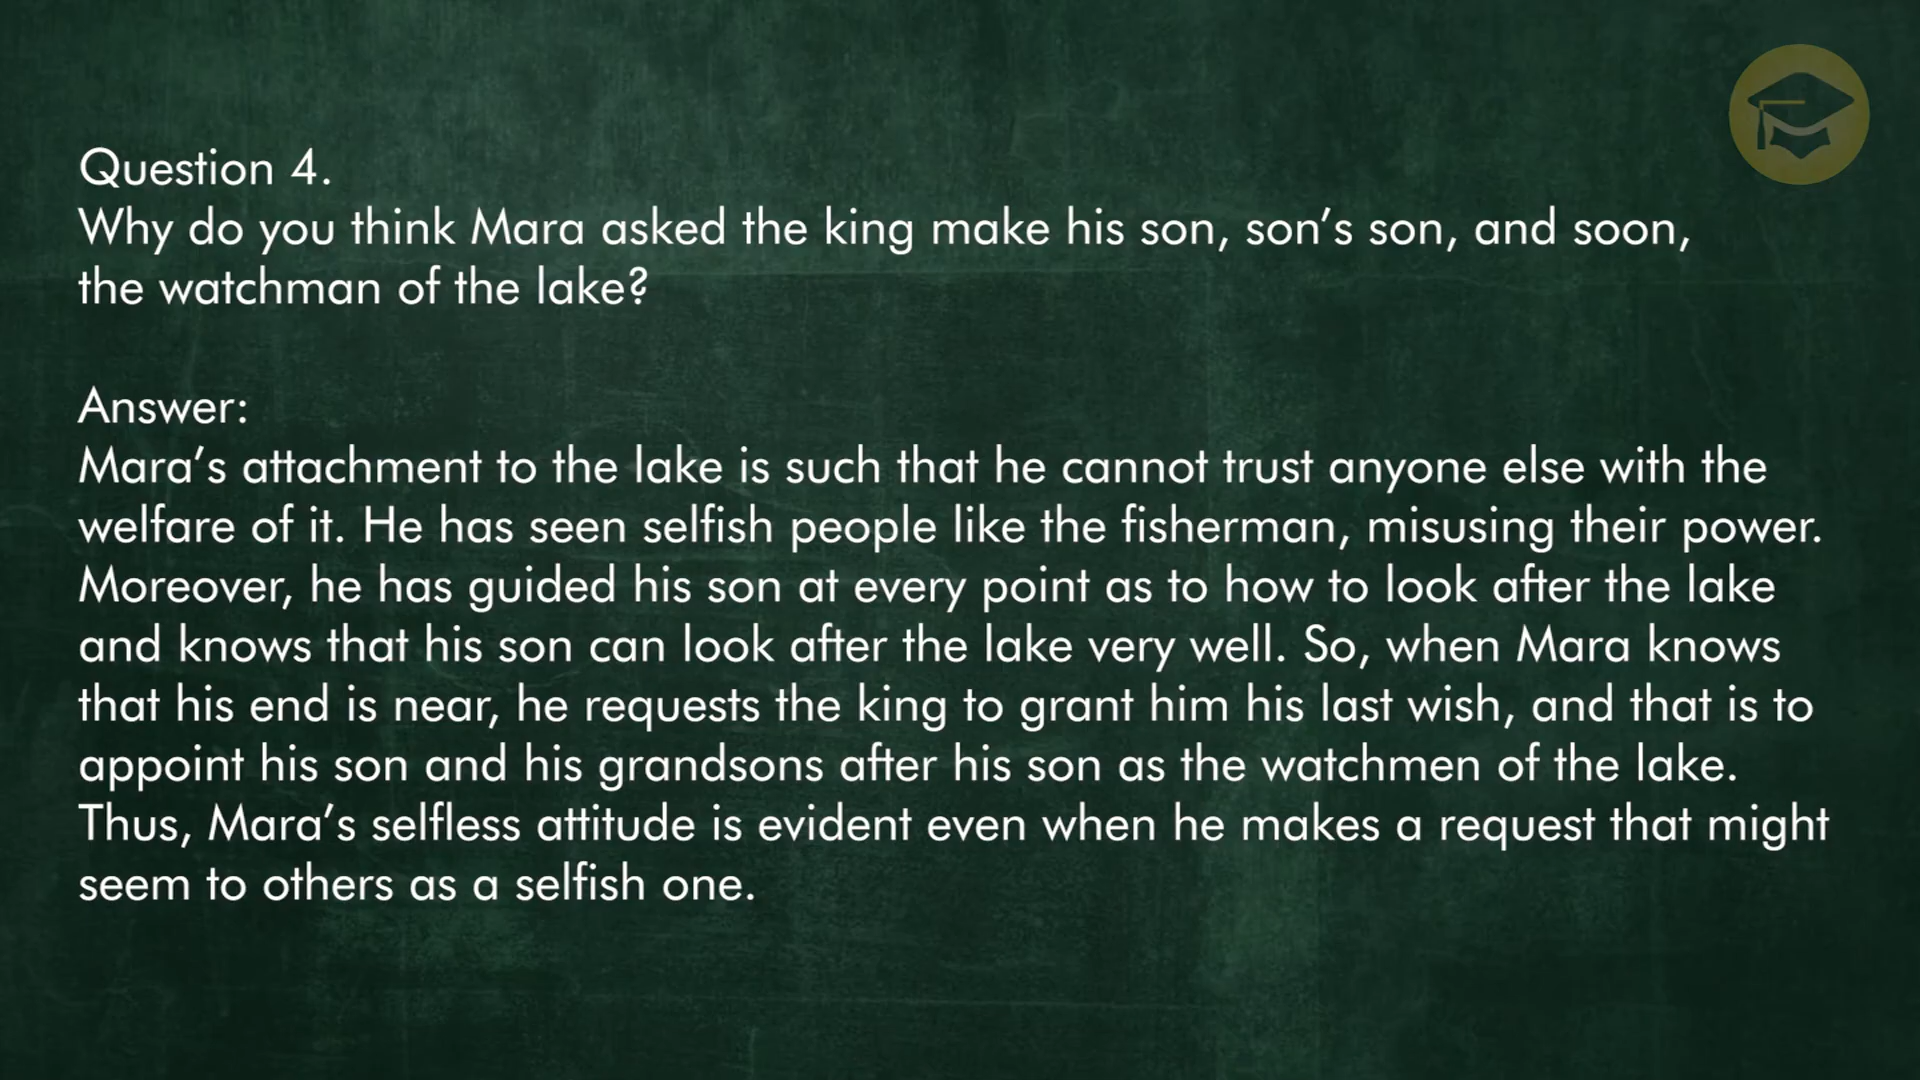 Question 4.
Why do you think Mara asked the king make his son, son’s son, and soon,
the watchman of the lake?
Answer:
Mara’s attachment to the lake is such that he cannot trust anyone else with the
welfare of it. He has seen selfish people like the fisherman, misusing their power.
Moreover, he has guided his son at every point as to how to look after the lake
and knows that his son can look after the lake very well. So, when Mara knows
that his end is near, he requests the king to grant him his last wish, and that is to
appoint his son and his grandsons after his son as the watchmen of the lake.
Thus, Mara’s selfless attitude is evident even when he makes a request that might
seem to others as a selfish one.